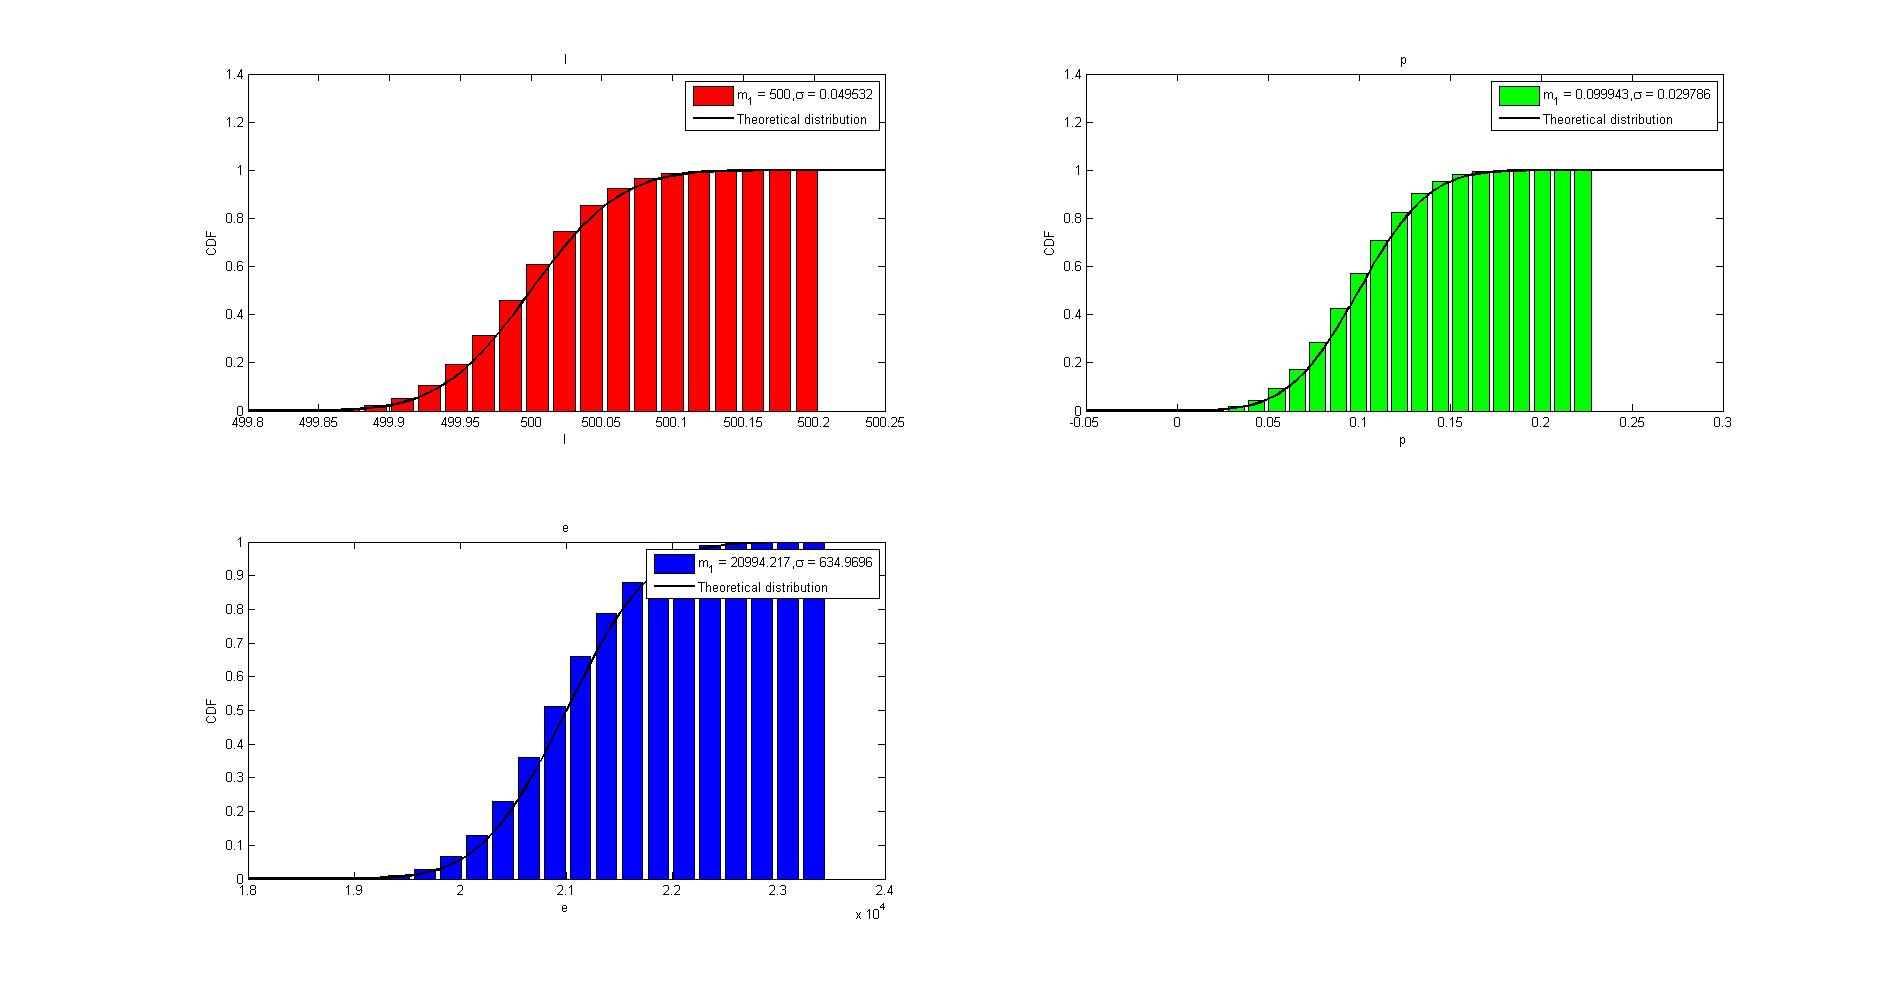 l
1.4
1.2
1
0.8
0.6
0.4
0.2
0
CDF
m1 = 500,σ = 0.049532
Theoretical distribution
499.8 499.85 499.9 499.95 500 500.05 500.1 500.15 500.2 500.25
l
p
1.4
1.2
1
0.8
0.6
0.4
0.2
0
CDF
m1 = 0.099943,σ = 0.029786
Theoretical distribution
-0.05 0 0.05 0.1 0.15 0.2 0.25 0.3
p
e
1
0.9
0.8
0.7
0.6
0.5
0.4
0.3
0.2
0.1
0
CDF
m1 = 20994.217,σ = 634.9696
Theoretical distribution
1.8 1.9 2 2.1 2.2 2.3 2.4
e
x 10^4